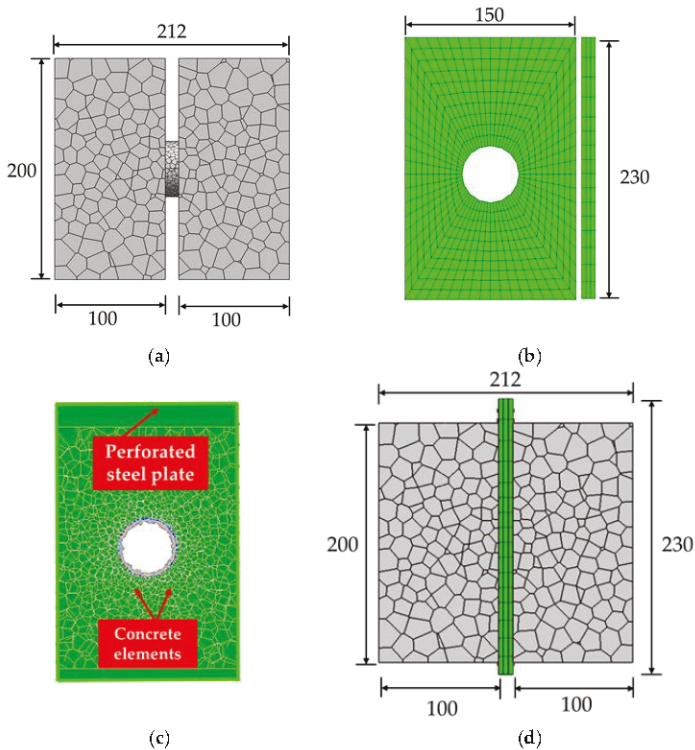 212
200
100
100
(a)
150
230
(b)
Perforated
steel plate
Concrete
elements
(c)
212
200
230
100
100
(d)